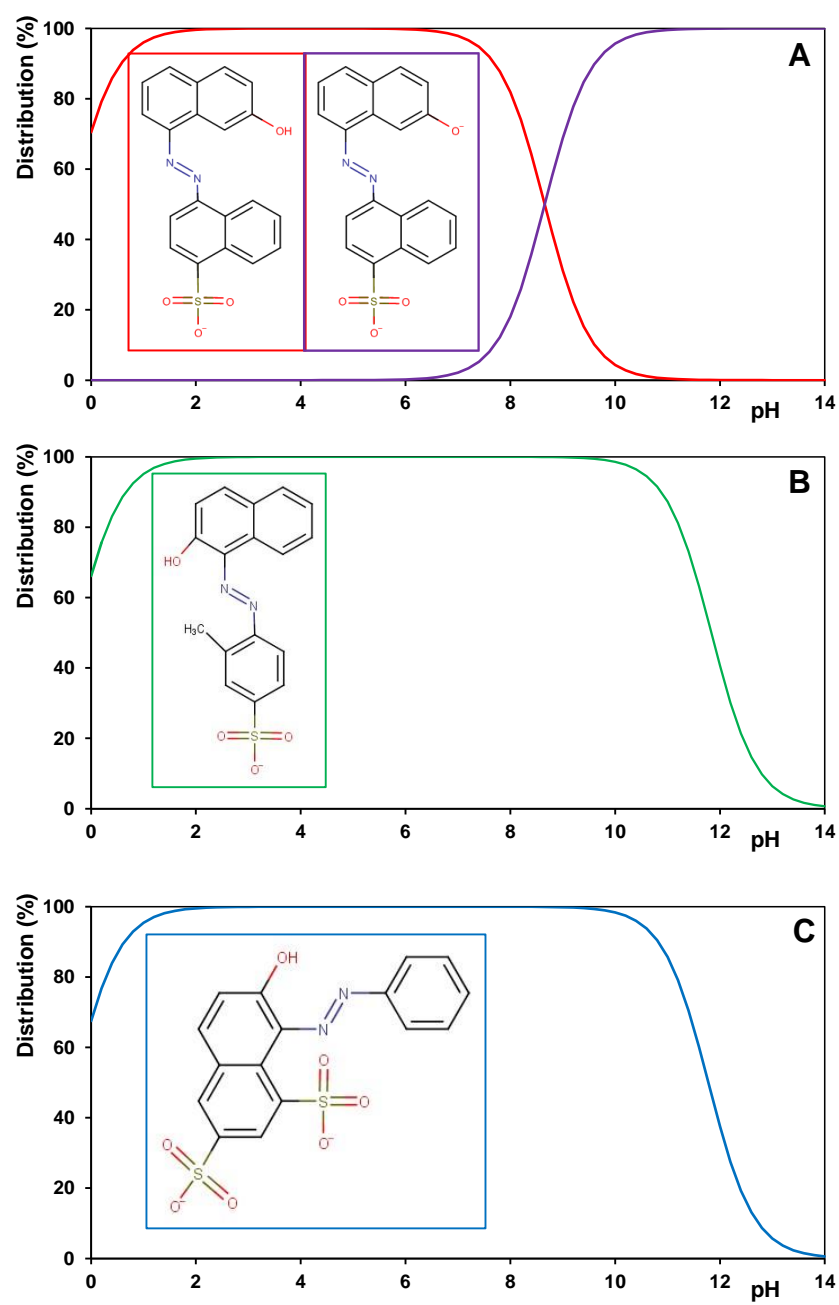 A
Distribution (%)
100
80
60
40
20
0
OH
O⁻
N
N
N
N
O S O
O S O
O⁻
O⁻
0 2 4 6 8 10 12 14
pH
B
Distribution (%)
100
80
60
40
20
0
HO
N
N
H₃C
O S O
O⁻
0 2 4 6 8 10 12 14
pH
C
Distribution (%)
100
80
60
40
20
0
OH
N
N
O
S O
O⁻
O
S
O⁻ O
0 2 4 6 8 10 12 14
pH